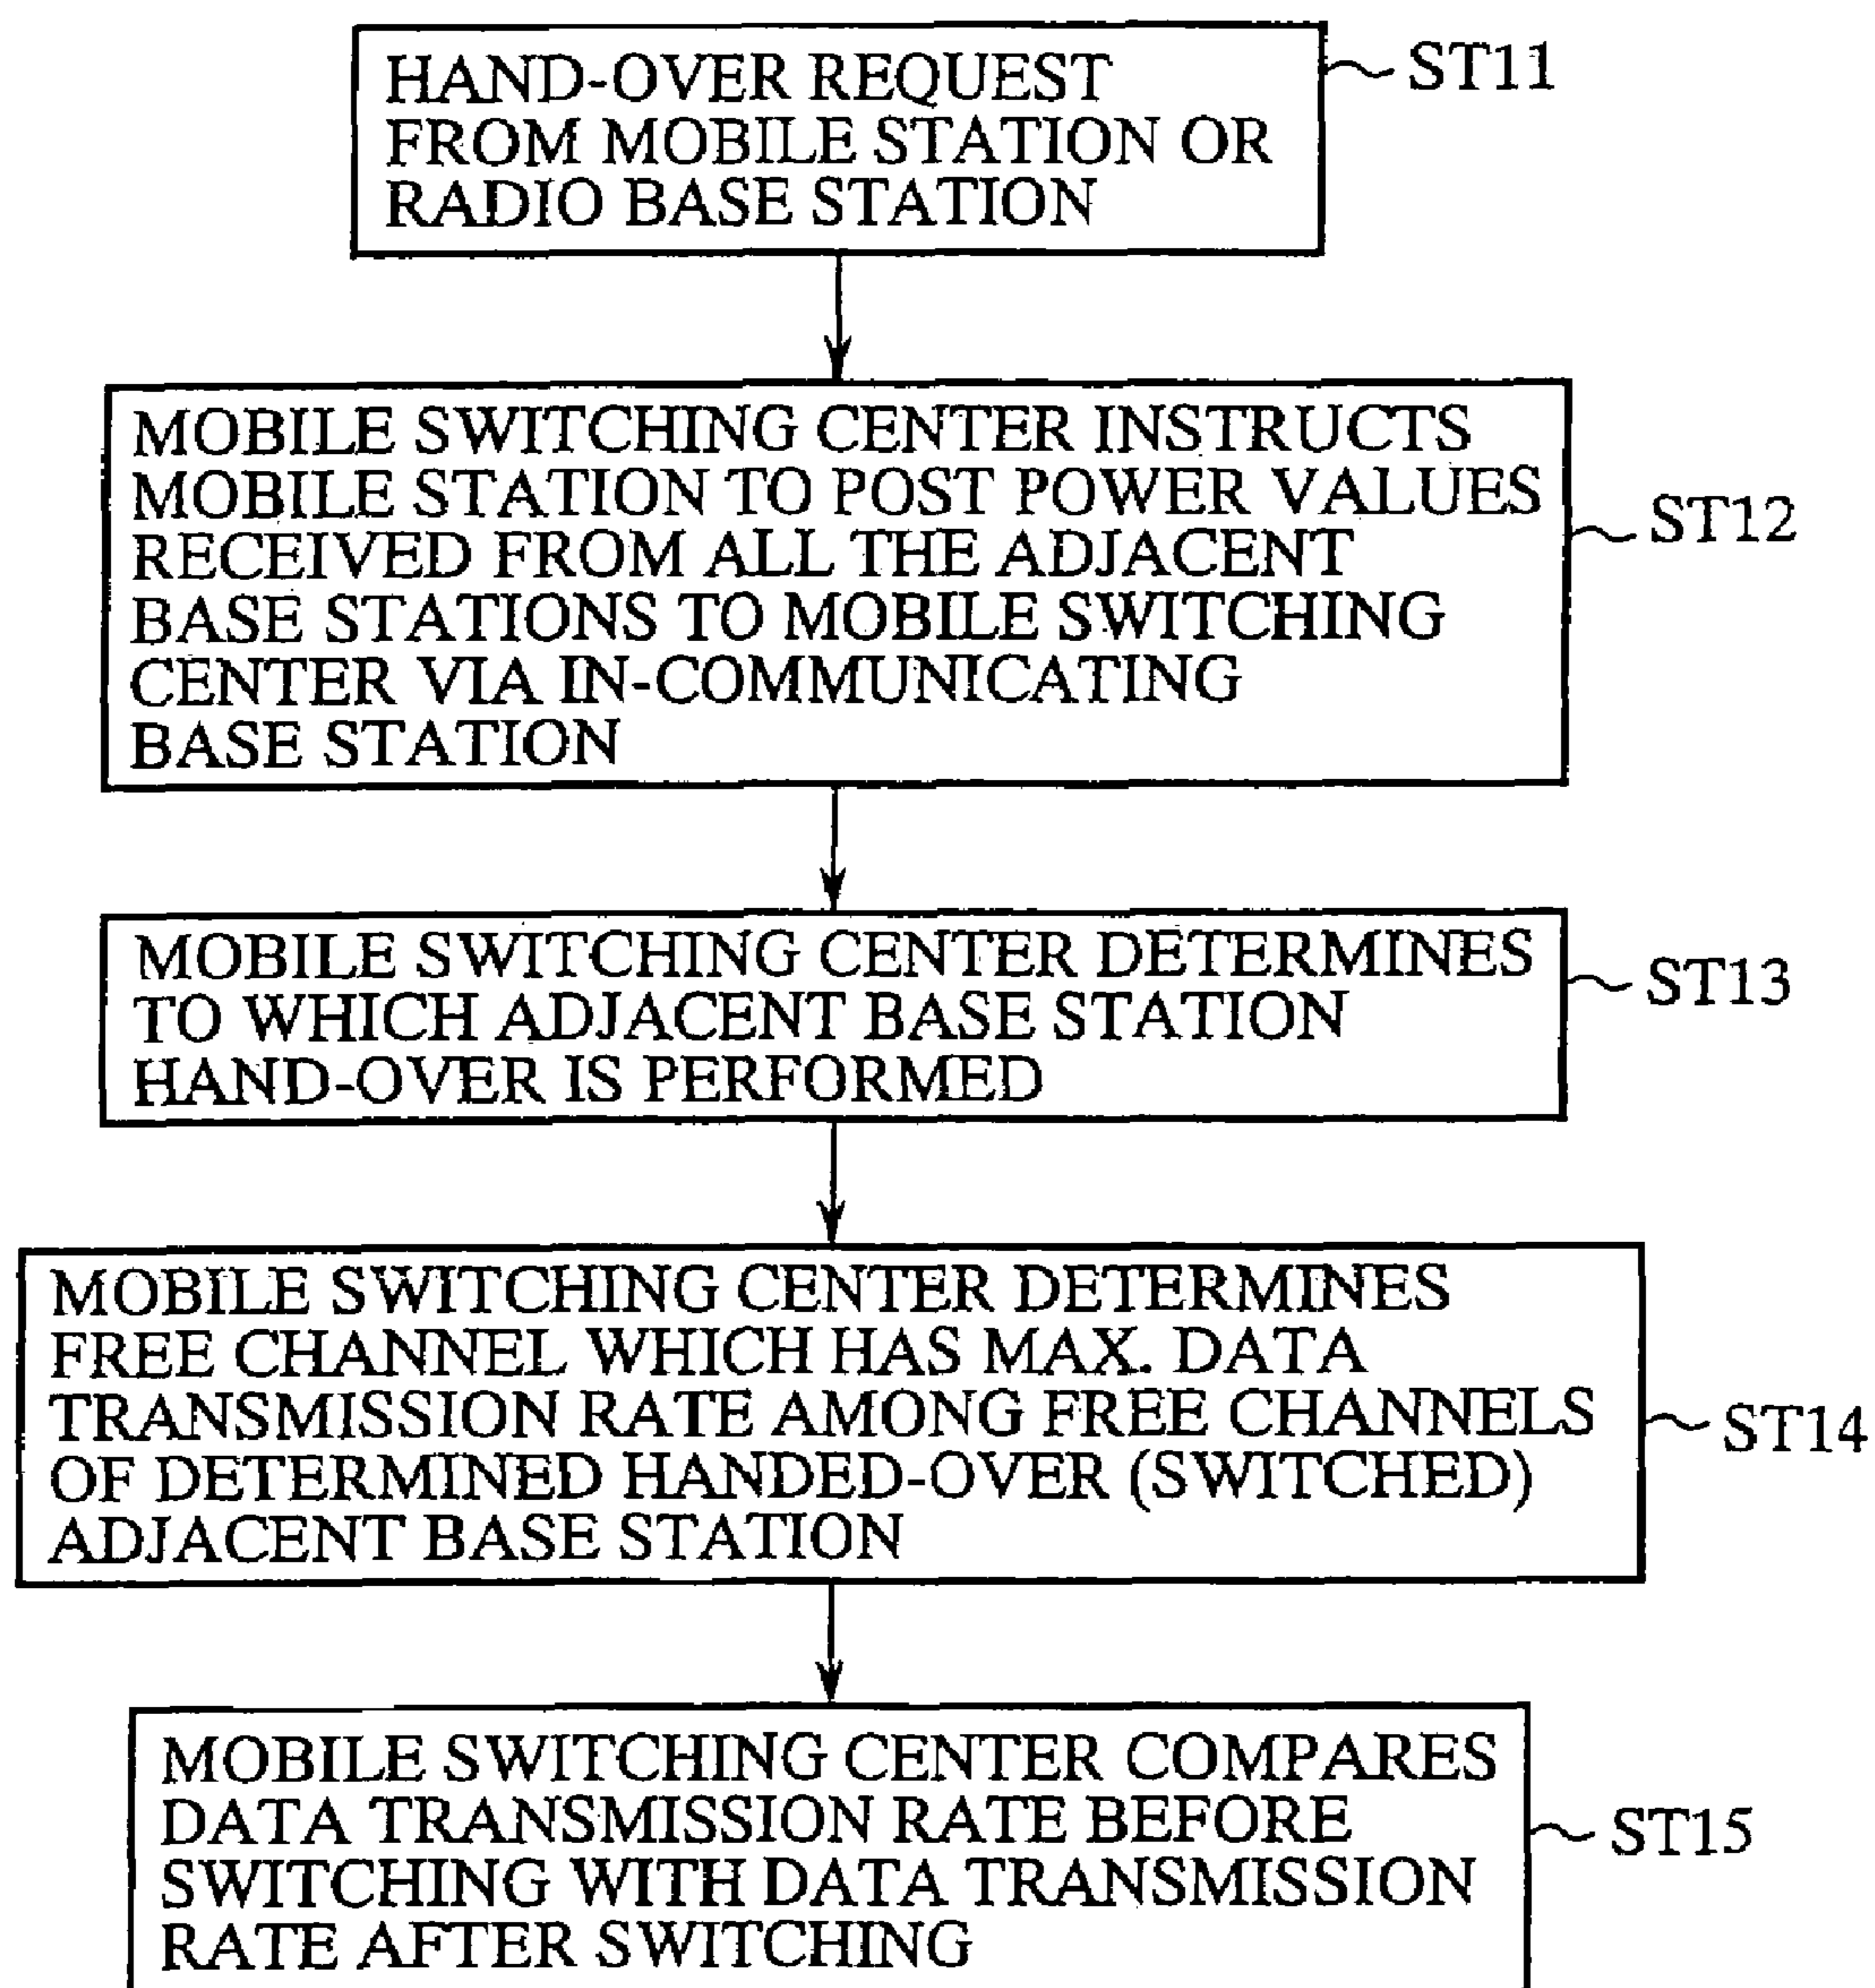 HAND-OVER REQUEST
FROM MOBILE STATION OR
RADIO BASE STATION
ST11
MOBILE SWITCHING CENTER INSTRUCTS
MOBILE STATION TO POST POWER VALUES
RECEIVED FROM ALL THE ADJACENT
BASE STATIONS TO MOBILE SWITCHING
CENTER VIA IN-COMMUNICATING
BASE STATION
ST12
MOBILE SWITCHING CENTER DETERMINES
TO WHICH ADJACENT BASE STATION
HAND-OVER IS PERFORMED
ST13
MOBILE SWITCHING CENTER DETERMINES
FREE CHANNEL WHICH HAS MAX. DATA
TRANSMISSION RATE AMONG FREE CHANNELS
OF DETERMINED HANDED-OVER (SWITCHED)
ADJACENT BASE STATION
ST14
MOBILE SWITCHING CENTER COMPARES
DATA TRANSMISSION RATE BEFORE
SWITCHING WITH DATA TRANSMISSION
RATE AFTER SWITCHING
ST15